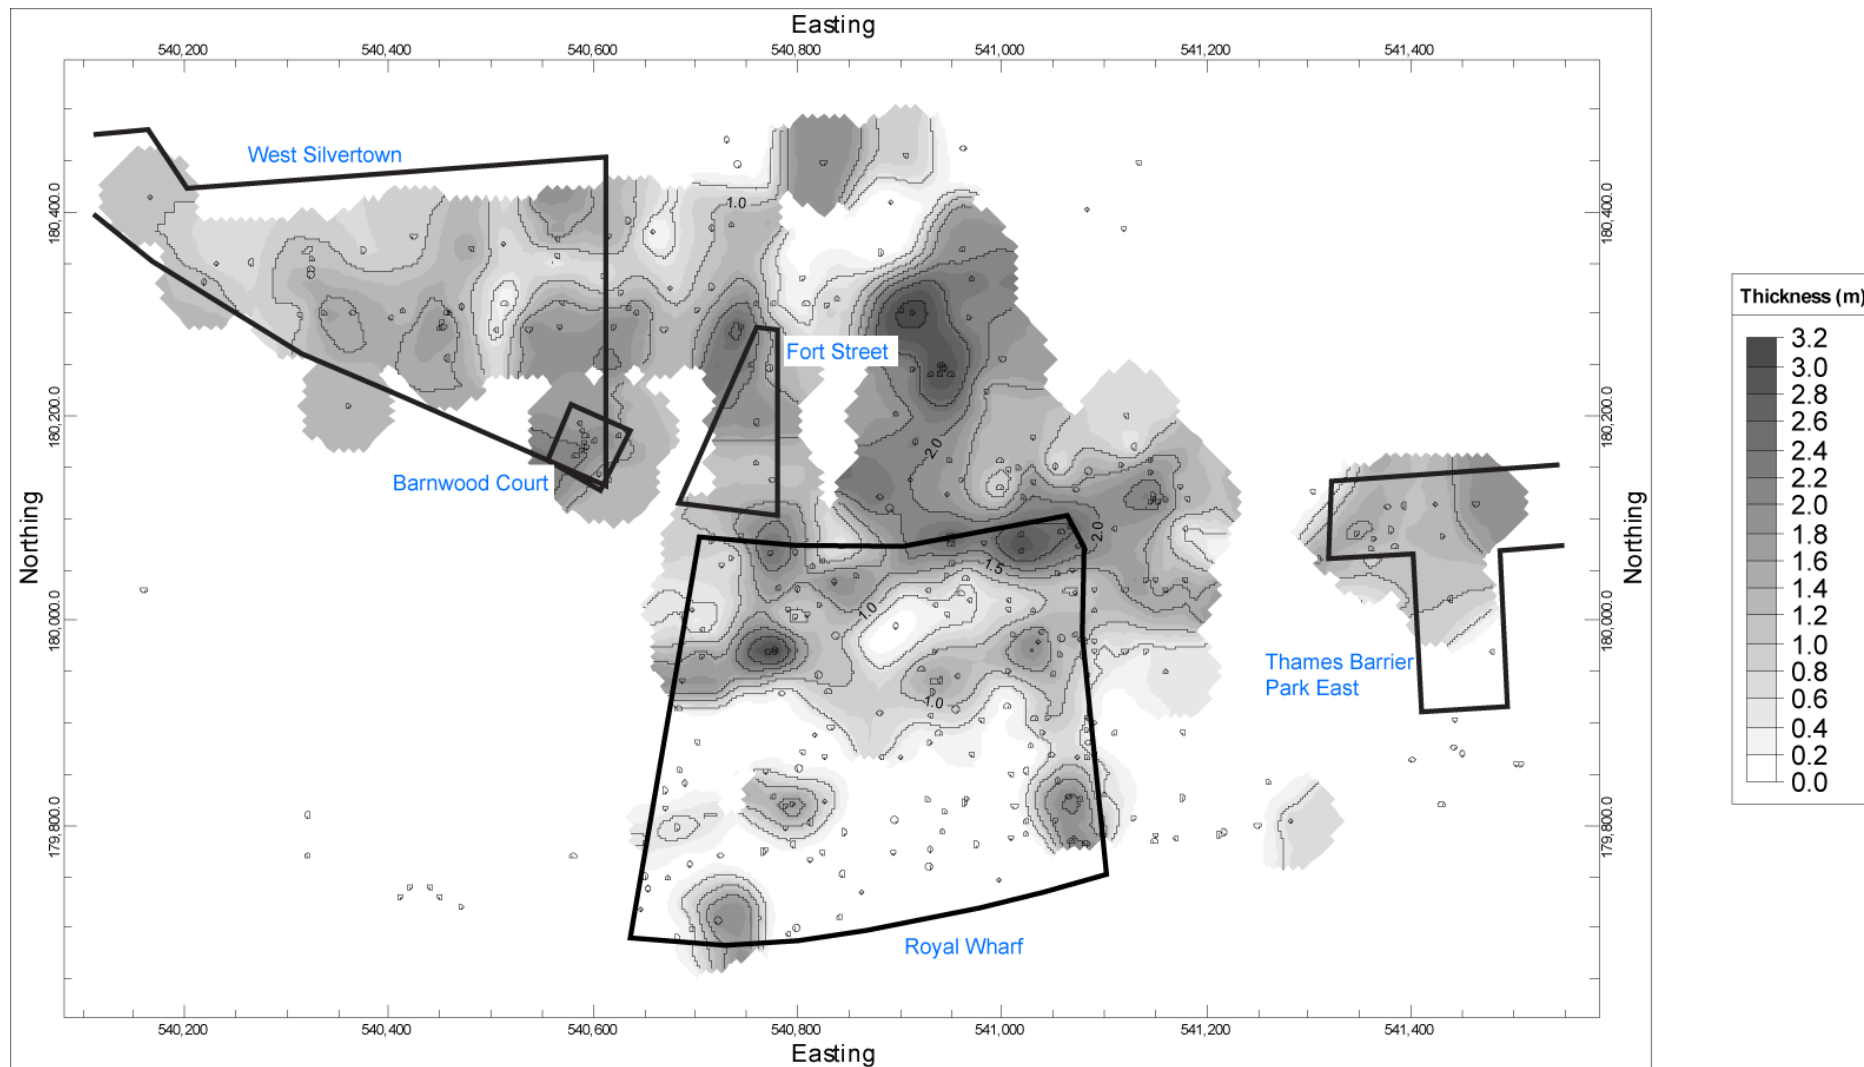 Easting
540,200 540,400 540,600 540,800 541,000 541,200 541,400
West Silvertown
180,400.0
180,400.0
1.0
Thickness (m)
3.2
3.0
2.8
2.6
2.4
2.2
2.0
1.8
1.6
1.4
1.2
1.0
0.8
0.6
0.4
0.2
0.0
Fort Street
180,200.0
180,200.0
2.0
Barnwood Court
Northing
Northing
2.0
1.5
1.0
180,000.0
180,000.0
Thames Barrier
Park East
1.0
179,800.0
179,800.0
Royal Wharf
540,200 540,400 540,600 540,800 541,000 541,200 541,400
Easting